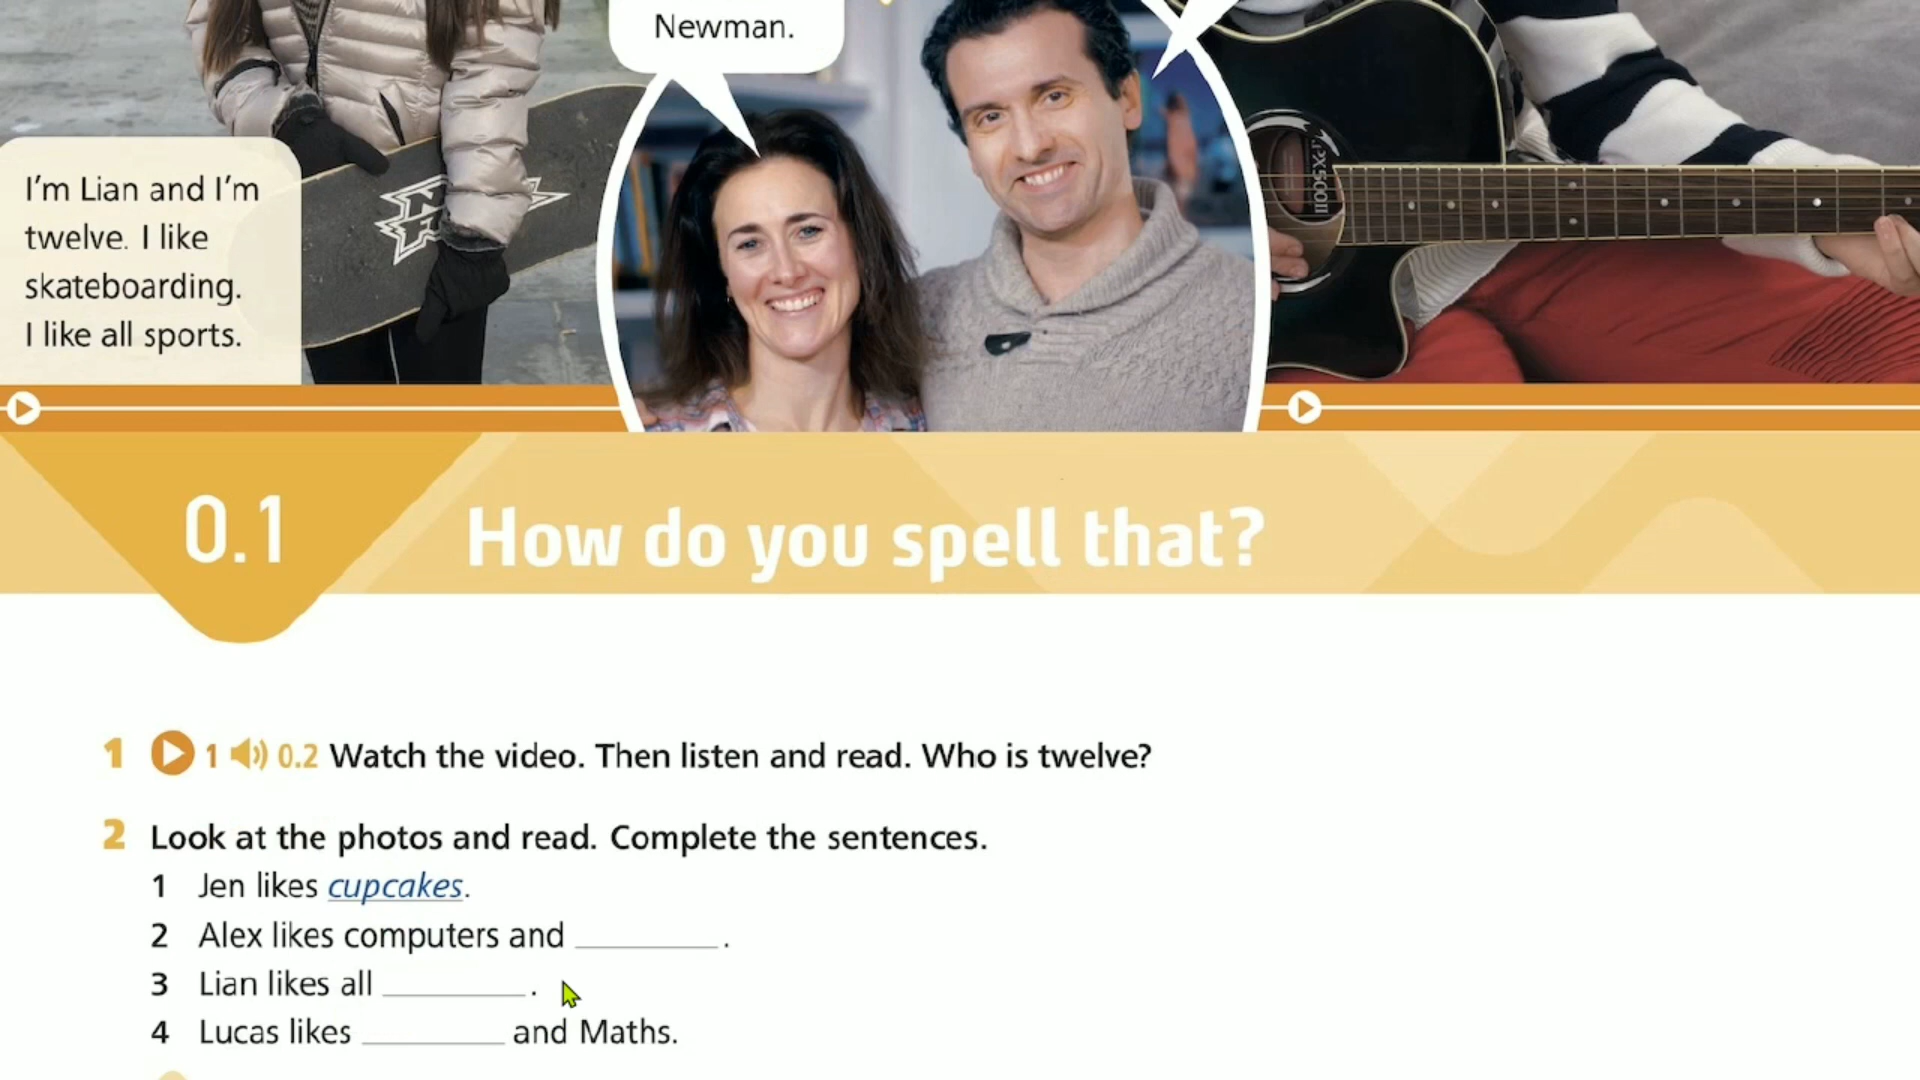 Newman.
I'm Lian and I'm
twelve. I like
skateboarding.
I like all sports.
0.1 How do you spell that?
1 1 0.2 Watch the video. Then listen and read. Who is twelve?
2 Look at the photos and read. Complete the sentences.
1 Jen likes cupcakes.
2 Alex likes computers and ________.
3 Lian likes all ________.
4 Lucas likes ________ and Maths.